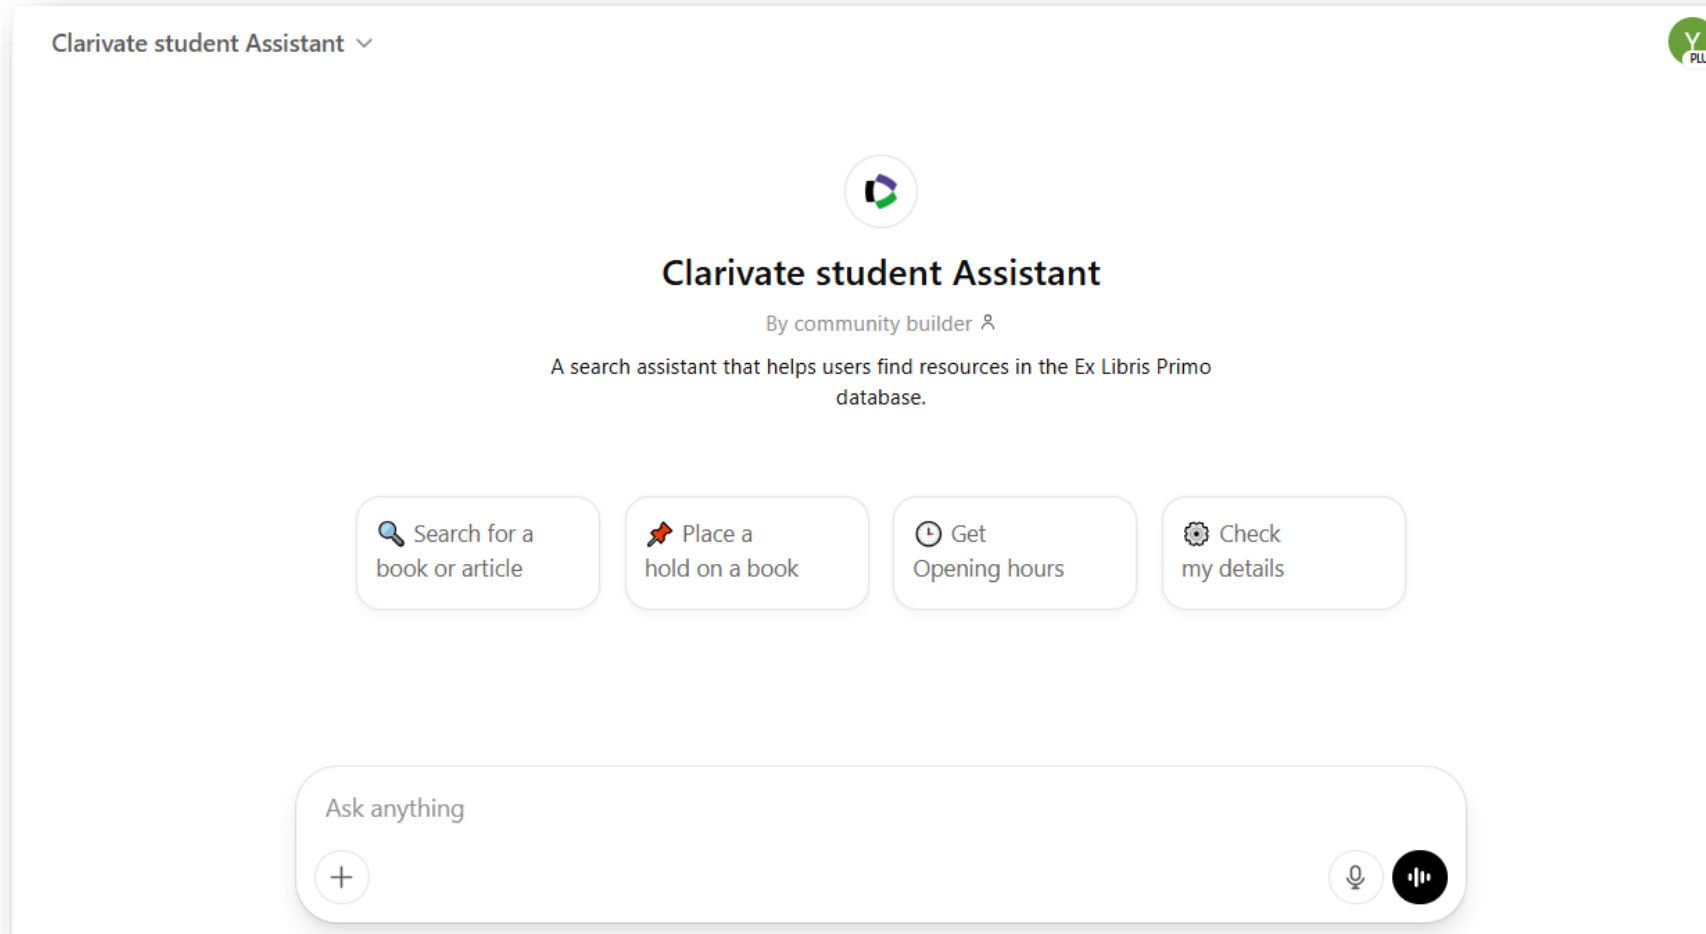 Clarivate student Assistant
Y
PLU
Clarivate student Assistant
By community builder
A search assistant that helps users find resources in the Ex Libris Primo
database.
Search for a
book or article
Place a
hold on a book
Get
Opening hours
Check
my details
Ask anything